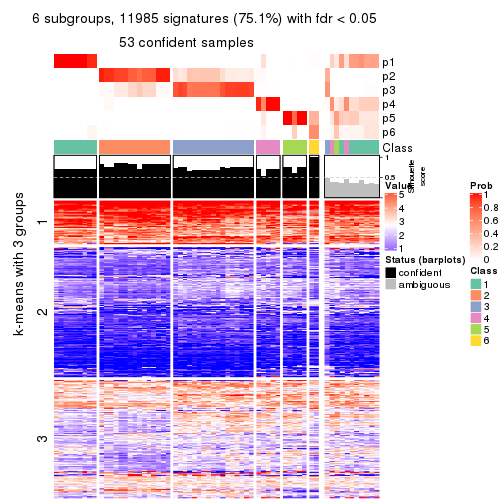 6 subgroups, 11985 signatures (75.1%) with fdr < 0.05
53 confident samples
p1
p2
p3
p4
p5
p6
Class
1
0.5
0
Silhouette
score
k-means with 3 groups
1
2
3
Value
5
4
3
2
1
Status (barplots)
confident
ambiguous
Prob
1
0.8
0.6
0.4
0.2
0
Class
1
2
3
4
5
6